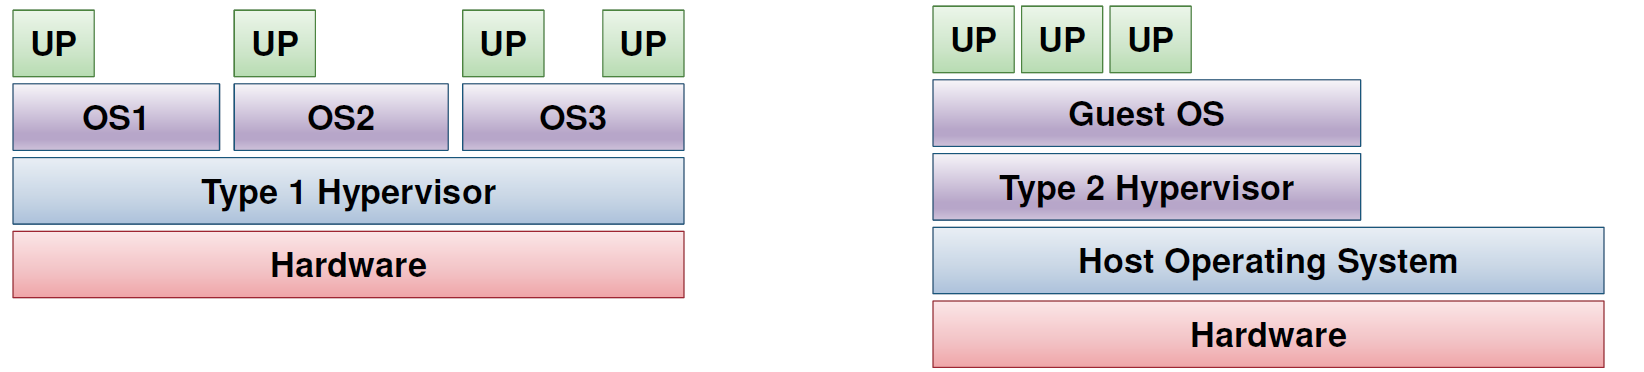 UP UP UP UP
OS1 OS2 OS3
Type 1 Hypervisor
Hardware
UP UP UP
Guest OS
Type 2 Hypervisor
Host Operating System
Hardware